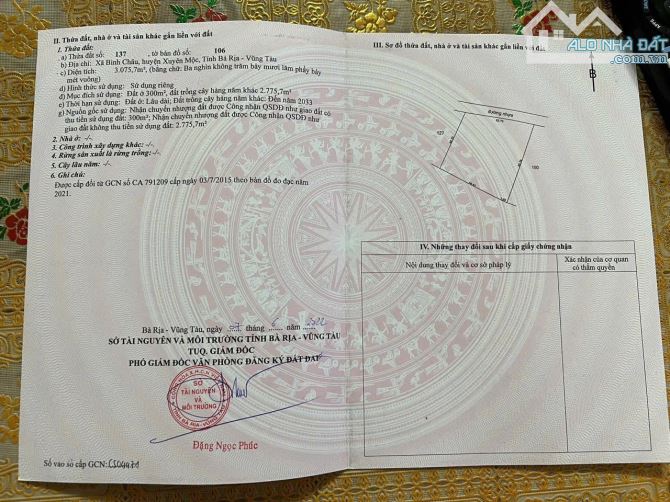 II. Thửa đất, nhà ở và tài sản khác gắn liền với đất
1. Thửa đất:
a) Thửa đất số: 137, tờ bản đồ số: 106
b) Địa chỉ: Xã Bình Châu, huyện Xuyên Mộc, Tỉnh Bà Rịa - Vũng Tàu
c) Diện tích: 3.075,7m², (bằng chữ: Ba nghìn không trăm bảy mươi lăm phẩy bảy
mét vuông)
d) Hình thức sử dụng: Sử dụng riêng
đ) Mục đích sử dụng: Đất ở 300m²; đất trồng cây hàng năm 2.775,7m²
e) Thời hạn sử dụng: Đất ở: Lâu dài; Đất trồng cây hàng năm: Đến năm 2033
g) Nguồn gốc sử dụng: Nhận chuyển nhượng đất được Công nhận QSDĐ như giao đất có
thu tiền sử dụng đất: 300m²; Nhận chuyển nhượng đất được Công nhận QSDĐ như
giao đất không thu tiền sử dụng đất: 2.775,7m²
2. Nhà ở: -/-
3. Công trình xây dựng khác: -/-
4. Rừng sản xuất là rừng trồng: -/-
5. Cây lâu năm: -/-
6. Ghi chú:
Được cấp đổi từ GCN số CA 791209 cấp ngày 03/7/2015 theo bản đồ đo đạc năm
2021.
Bà Rịa - Vũng Tàu, ngày tháng năm
SỞ TÀI NGUYÊN VÀ MÔI TRƯỜNG TỈNH BÀ RỊA - VŨNG TÀU
TUQ. GIÁM ĐỐC
PHÓ GIÁM ĐỐC VĂN PHÒNG ĐĂNG KÝ ĐẤT ĐAI
SỞ
TÀI NGUYÊN
VÀ
MÔI TRƯỜNG
Đặng Ngọc Phúc
Số vào sổ cấp GCN:
III. Sơ đồ thửa đất, nhà ở và tài sản khác gắn liền với đất
ALO NHÀ ĐẤT
.com.vn
B
đường nhựa
IV. Những thay đổi sau khi cấp giấy chứng nhận
Nội dung thay đổi và cơ sở pháp lý
Xác nhận của cơ quan
có thẩm quyền